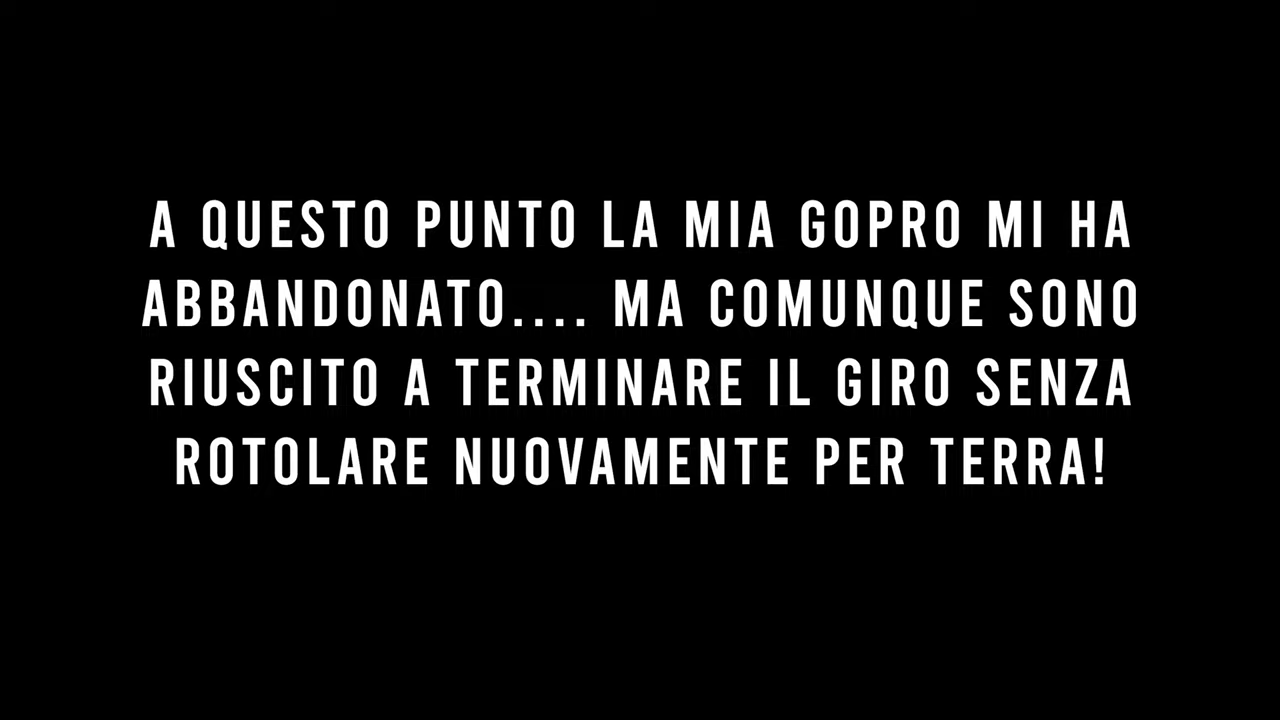 A QUESTO PUNTO LA MIA GOPRO MI HA
ABBANDONATO.... MA COMUNQUE SONO
RIUSCITO A TERMINARE IL GIRO SENZA
ROTOLARE NUOVAMENTE PER TERRA!